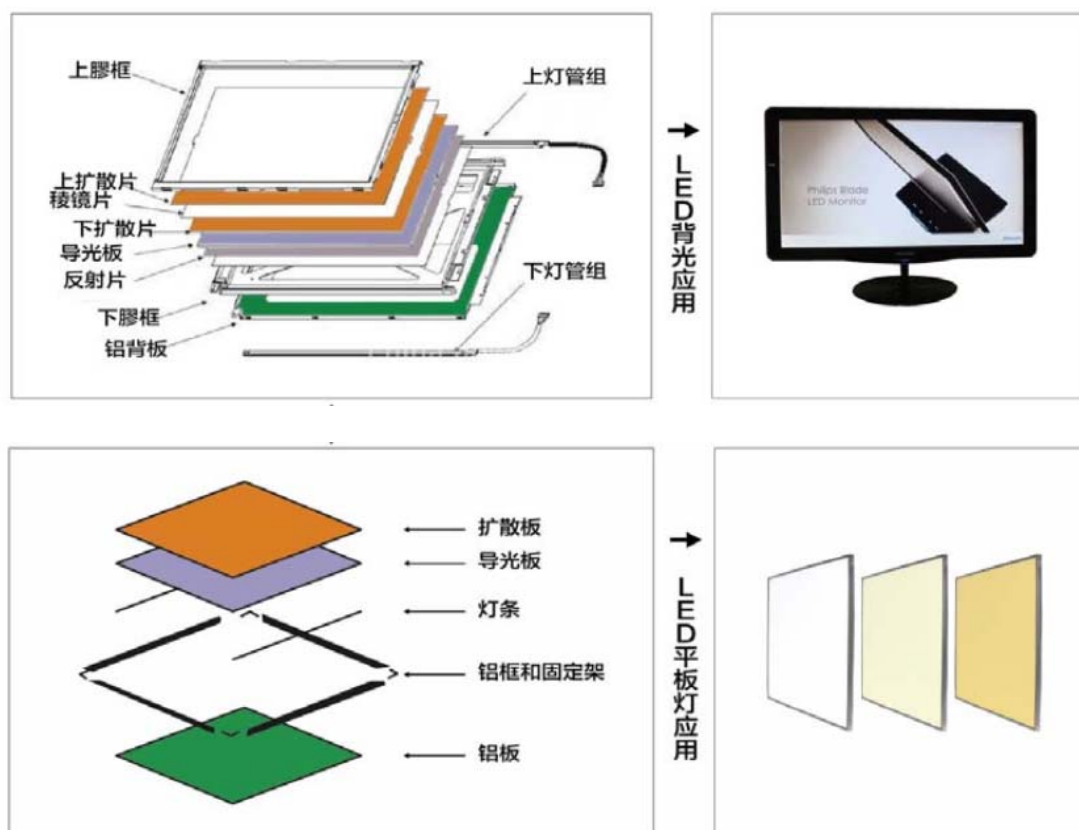 上膠框
上灯管组
上扩散片
稜镜片
下扩散片
导光板
反射片
下灯管组
下膠框
铝背板
LED背光应用
Philips Blade
LED Monitor
扩散板
导光板
灯条
铝框和固定架
铝板
LED平板灯应用